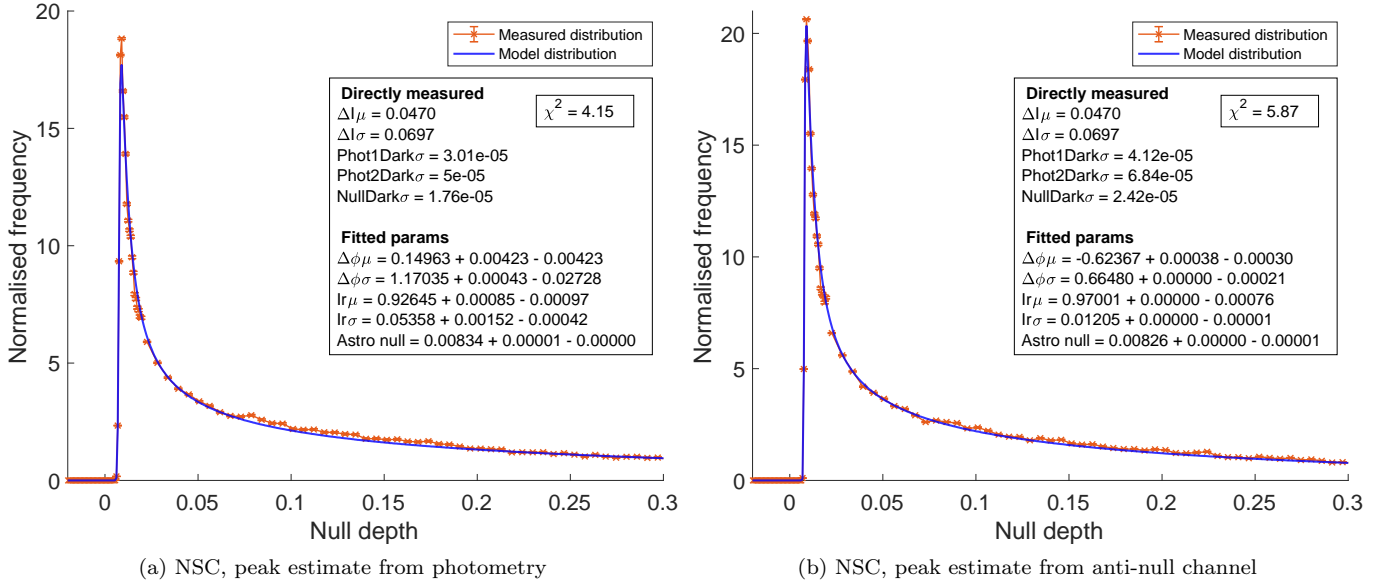 Measured distribution
Model distribution
Directly measured
ΔIμ = 0.0470
ΔIσ = 0.0697
Phot1Darkσ = 3.01e-05
Phot2Darkσ = 5e-05
NullDarkσ = 1.76e-05
χ² = 4.15
Fitted params
Δϕμ = 0.14963 + 0.00423 - 0.00423
Δϕσ = 1.17035 + 0.00043 - 0.02728
Irμ = 0.92645 + 0.00085 - 0.00097
Irσ = 0.05358 + 0.00152 - 0.00042
Astro null = 0.00834 + 0.00001 - 0.00000
Normalised frequency
20
15
10
5
0
0 0.05 0.1 0.15 0.2 0.25 0.3
Null depth
(a) NSC, peak estimate from photometry
Measured distribution
Model distribution
Directly measured
ΔIμ = 0.0470
ΔIσ = 0.0697
Phot1Darkσ = 4.12e-05
Phot2Darkσ = 6.84e-05
NullDarkσ = 2.42e-05
χ² = 5.87
Fitted params
Δϕμ = -0.62367 + 0.00038 - 0.00030
Δϕσ = 0.66480 + 0.00000 - 0.00021
Irμ = 0.97001 + 0.00000 - 0.00076
Irσ = 0.01205 + 0.00000 - 0.00001
Astro null = 0.00826 + 0.00000 - 0.00001
Normalised frequency
20
15
10
5
0
0 0.05 0.1 0.15 0.2 0.25 0.3
Null depth
(b) NSC, peak estimate from anti-null channel